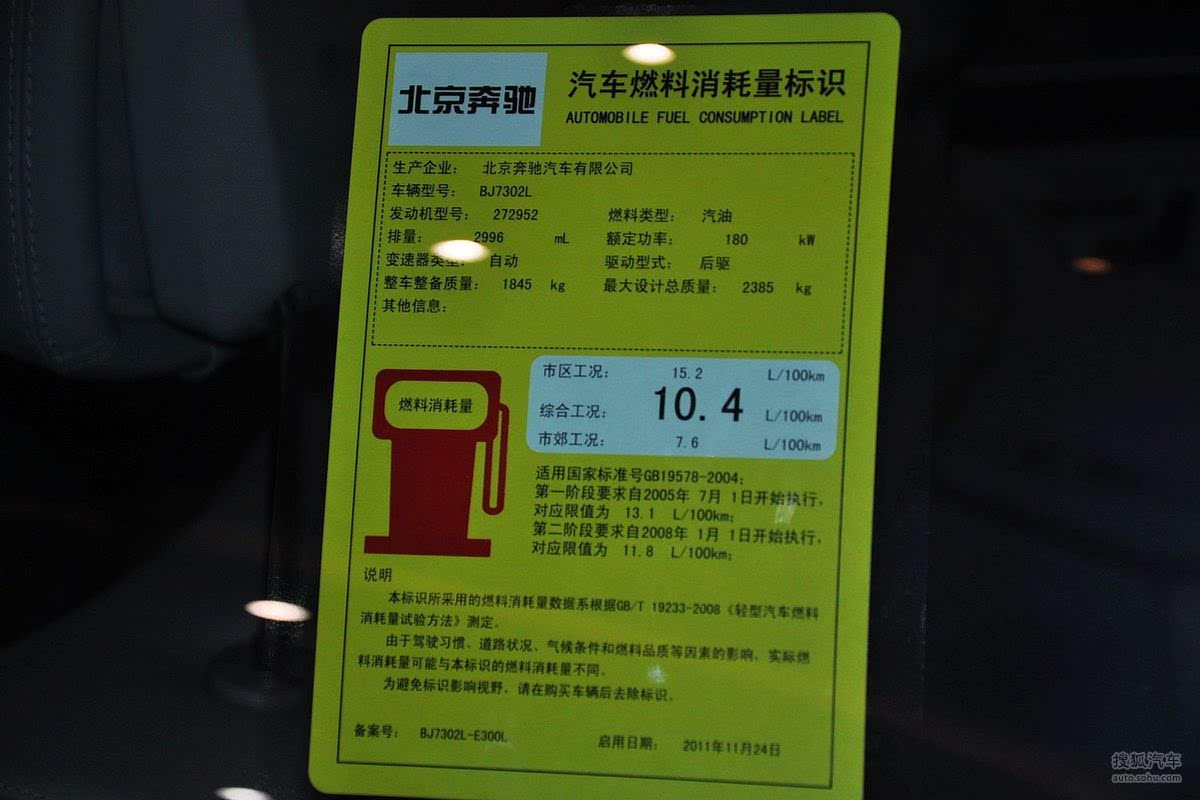 北京奔驰
汽车燃料消耗量标识
AUTOMOBILE FUEL CONSUMPTION LABEL
生产企业： 北京奔驰汽车有限公司
车辆型号： BJ7302L
发动机型号： 272952 燃料类型： 汽油
排量： 2996 mL 额定功率： 180 kW
变速器类型： 自动 驱动型式： 后驱
整车整备质量： 1845 kg 最大设计总质量： 2385 kg
其他信息：
燃料消耗量
市区工况： 15.2 L/100km
综合工况： 10.4 L/100km
市郊工况： 7.6 L/100km
适用国家标准号GB19578-2004;
第一阶段要求自2005年 7月 1日开始执行，
对应限值为 13.1 L/100km;
第二阶段要求自2008年 1月 1日开始执行，
对应限值为 11.8 L/100km;
说明
本标识所采用的燃料消耗量数据系根据GB/T 19233-2008《轻型汽车燃料
消耗量试验方法》测定。
由于驾驶习惯、道路状况、气候条件和燃料品质等因素的影响，实际燃
料消耗量可能与本标识的燃料消耗量不同。
为避免标识影响视野，请在购买车辆后去除标识。
备案号： BJ7302L-E300L 启用日期： 2011年11月24日
搜狐汽车
auto.sohu.com